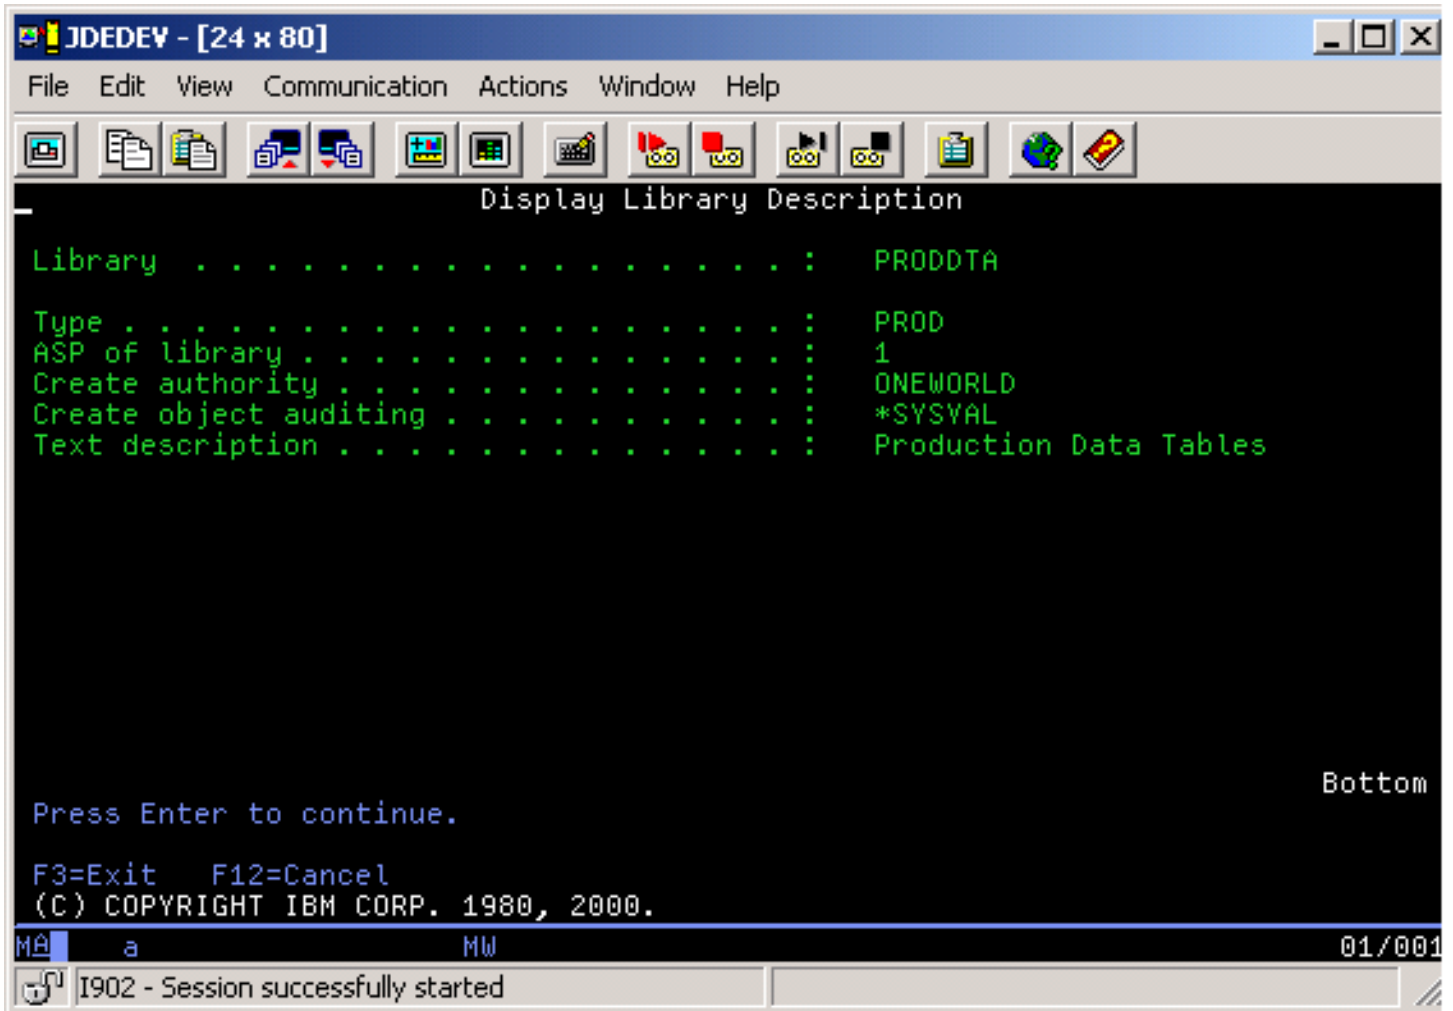 JDEDEV - [24 x 80]
File Edit View Communication Actions Window Help
Display Library Description
Library . . . . . . . . . . . . . . . . . : PRODDTA
Type . . . . . . . . . . . . . . . . . . . : PROD
ASP of library . . . . . . . . . . . . . . : 1
Create authority . . . . . . . . . . . . . : ONEWORLD
Create object auditing . . . . . . . . . . : *SYSVAL
Text description . . . . . . . . . . . . . : Production Data Tables
Bottom
Press Enter to continue.
F3=Exit F12=Cancel
(C) COPYRIGHT IBM CORP. 1980, 2000.
MA a MW 01/001
I902 - Session successfully started